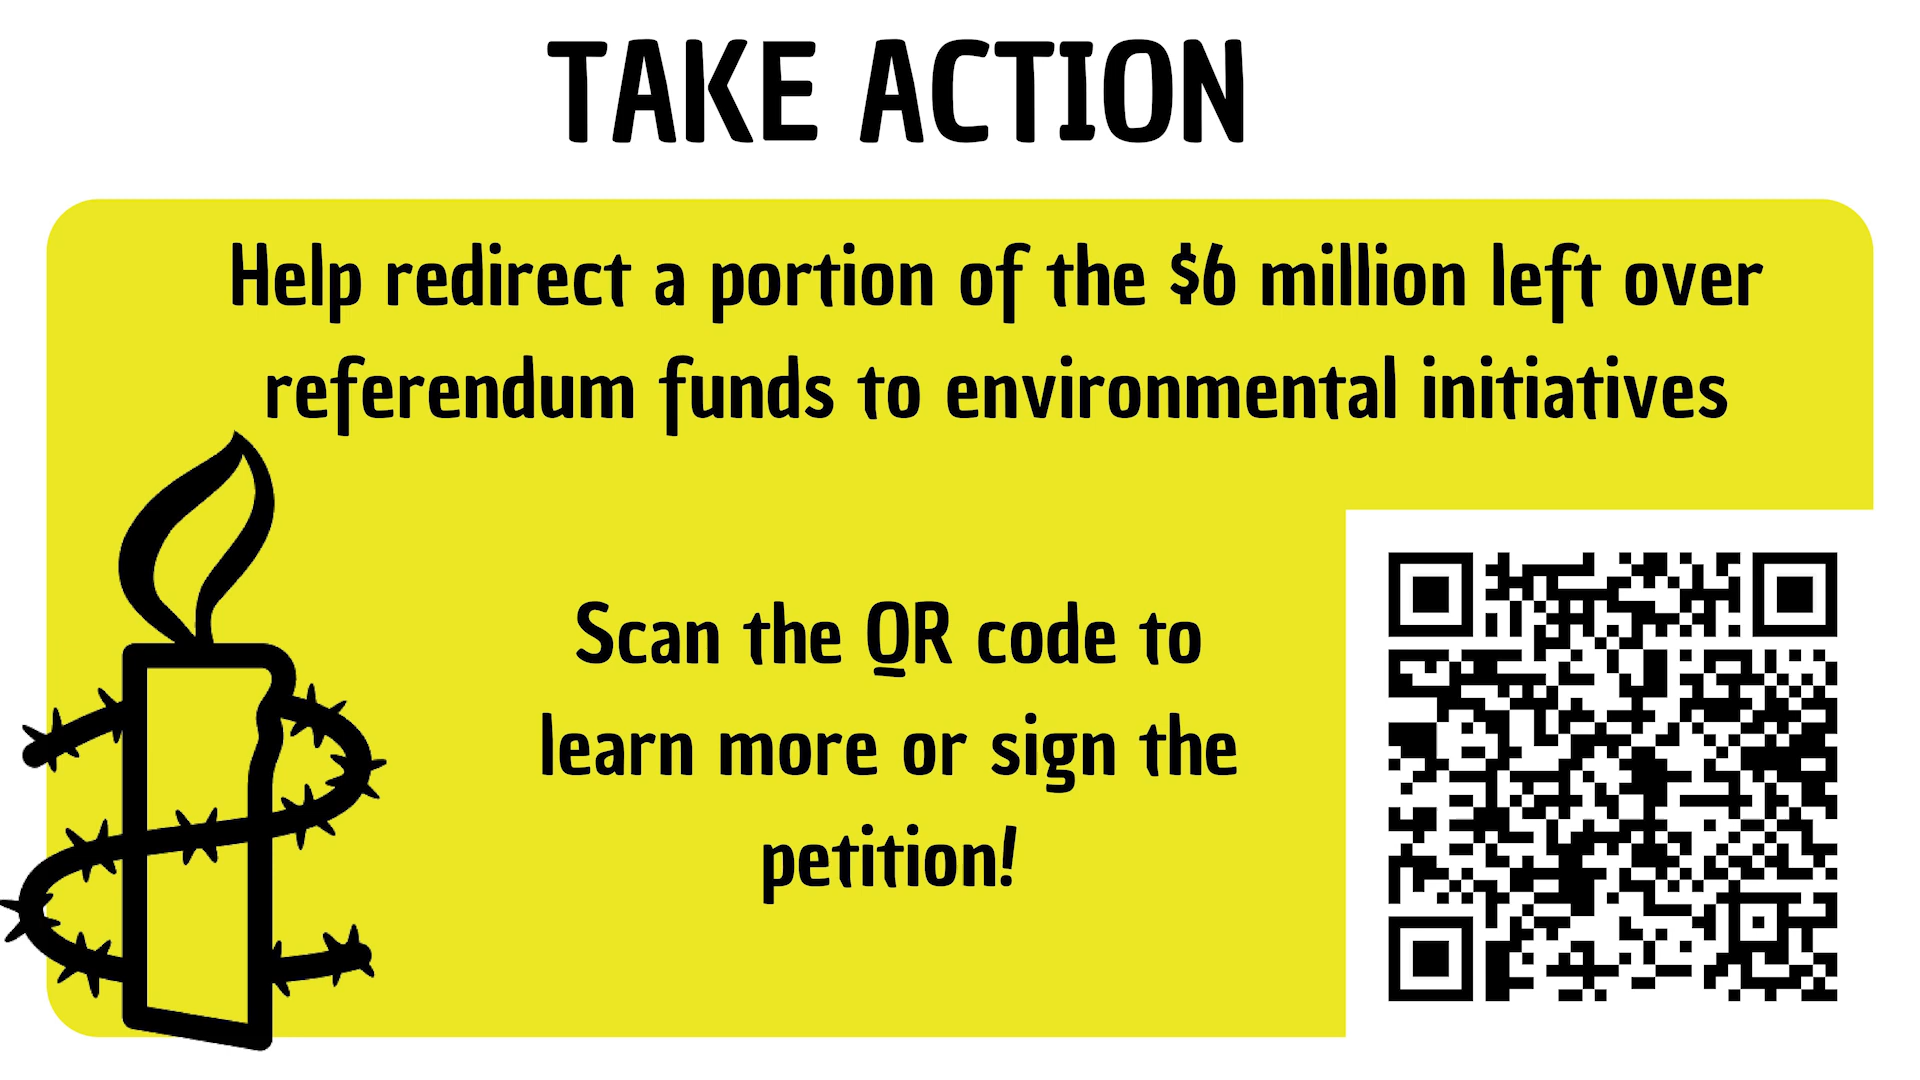 TAKE ACTION
Help redirect a portion of the $6 million left over
referendum funds to environmental initiatives
Scan the QR code to
learn more or sign the
petition!